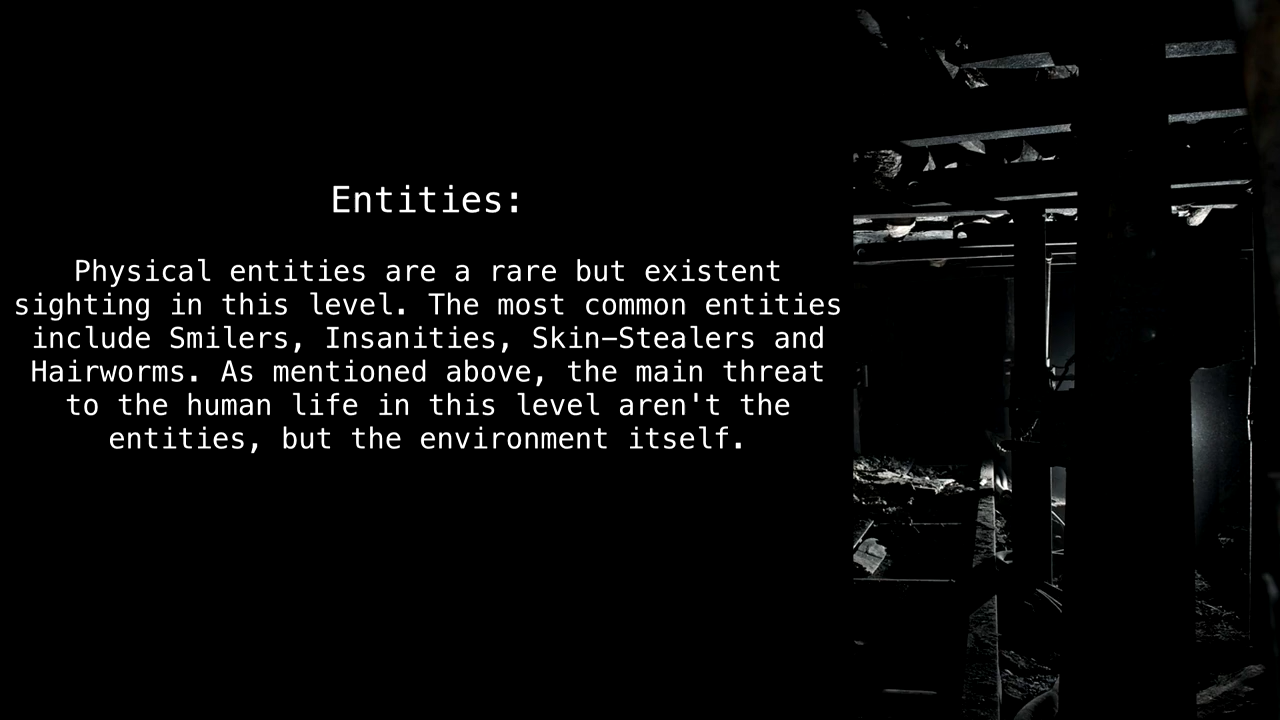 Entities:
Physical entities are a rare but existent
sighting in this level. The most common entities
include Smilers, Insanities, Skin-Stealers and
Hairworms. As mentioned above, the main threat
to the human life in this level aren't the
entities, but the environment itself.